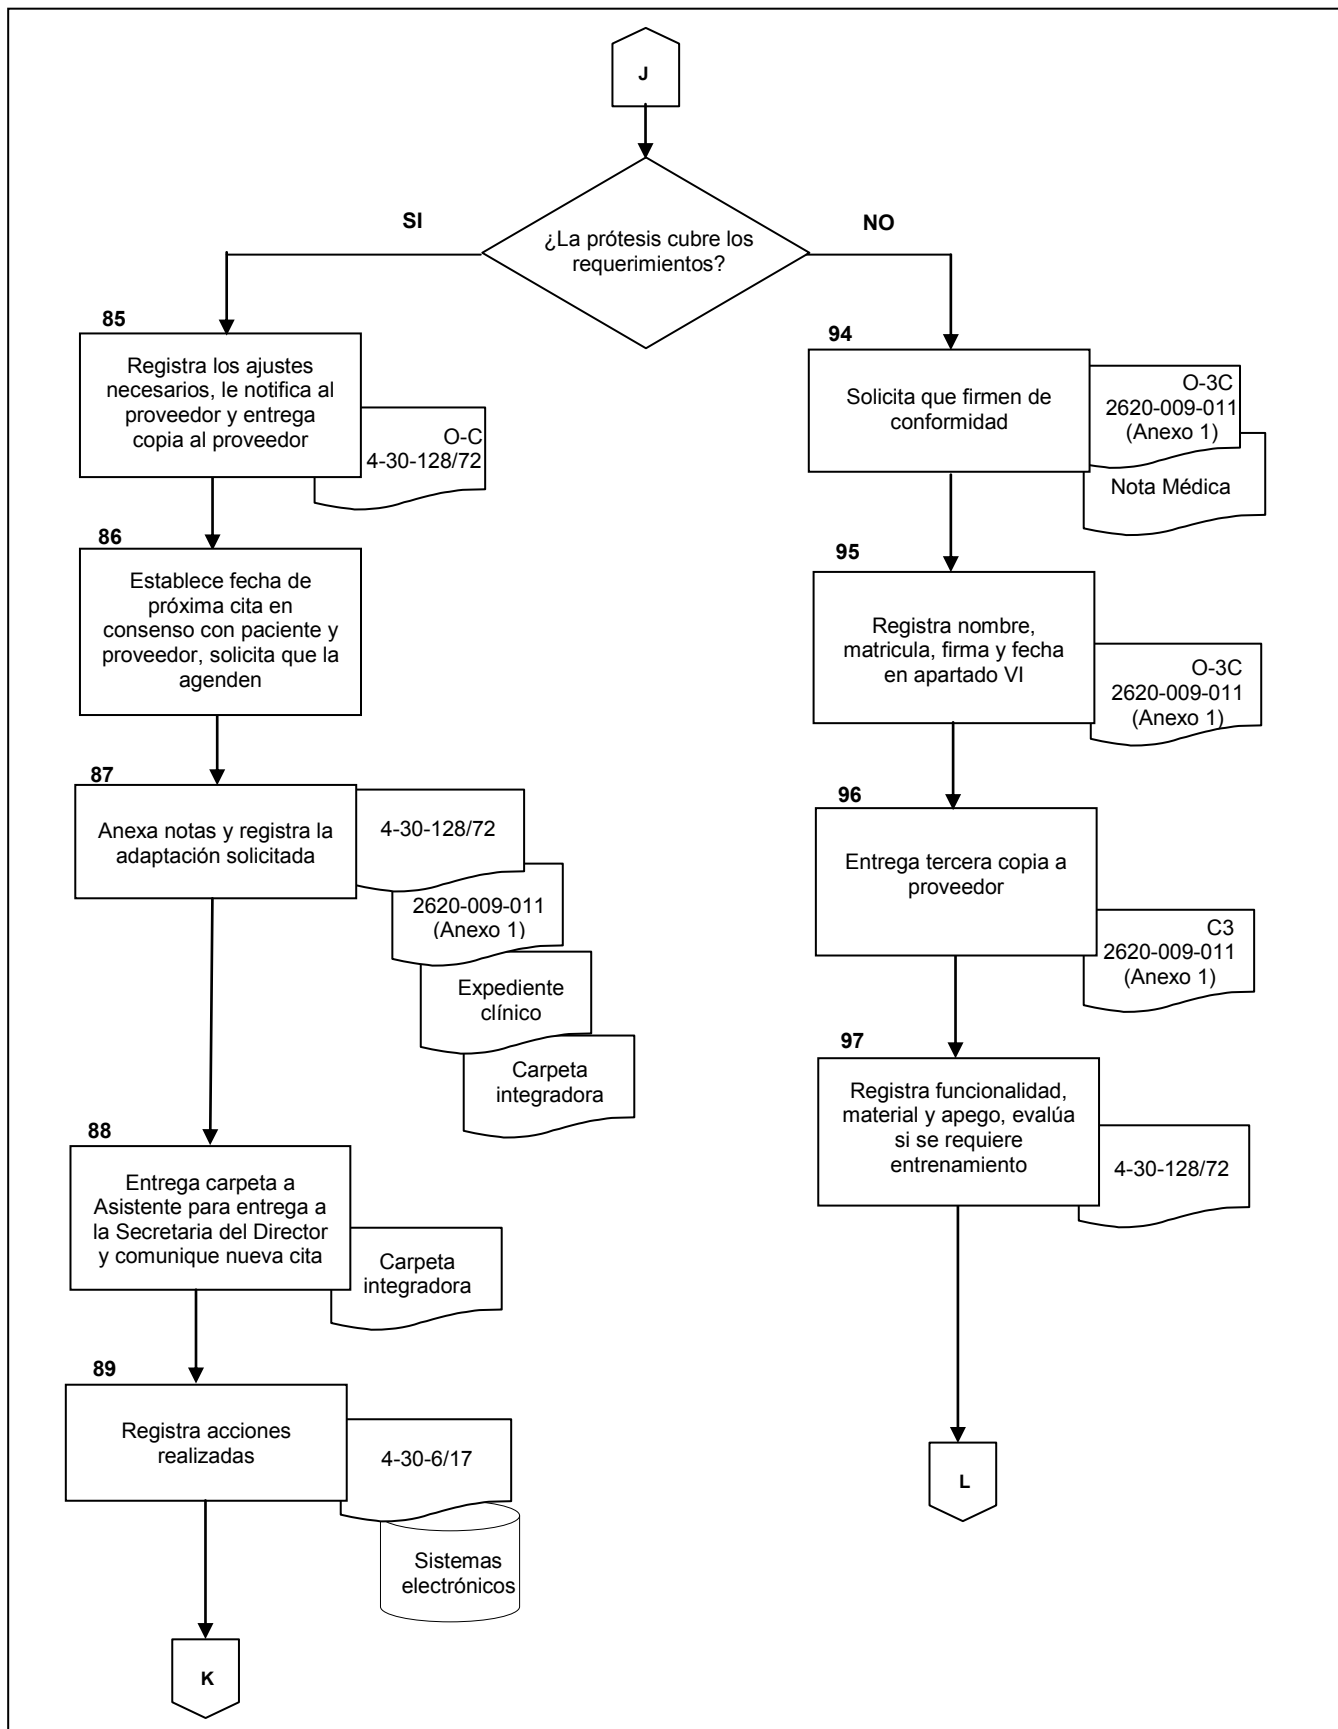 J
¿La prótesis cubre los
requerimientos?
SI
NO
85
Registra los ajustes
necesarios, le notifica al
proveedor y entrega
copia al proveedor
O-C
4-30-128/72
86
Establece fecha de
próxima cita en
consenso con paciente y
proveedor, solicita que la
agenden
87
Anexa notas y registra la
adaptación solicitada
4-30-128/72
2620-009-011
(Anexo 1)
Expediente
clínico
Carpeta
integradora
88
Entrega carpeta a
Asistente para entrega a
la Secretaria del Director
y comunique nueva cita
Carpeta
integradora
89
Registra acciones
realizadas
4-30-6/17
Sistemas
electrónicos
K
94
Solicita que firmen de
conformidad
O-3C
2620-009-011
(Anexo 1)
Nota Médica
95
Registra nombre,
matricula, firma y fecha
en apartado VI
O-3C
2620-009-011
(Anexo 1)
96
Entrega tercera copia a
proveedor
C3
2620-009-011
(Anexo 1)
97
Registra funcionalidad,
material y apego, evalúa
si se requiere
entrenamiento
4-30-128/72
L